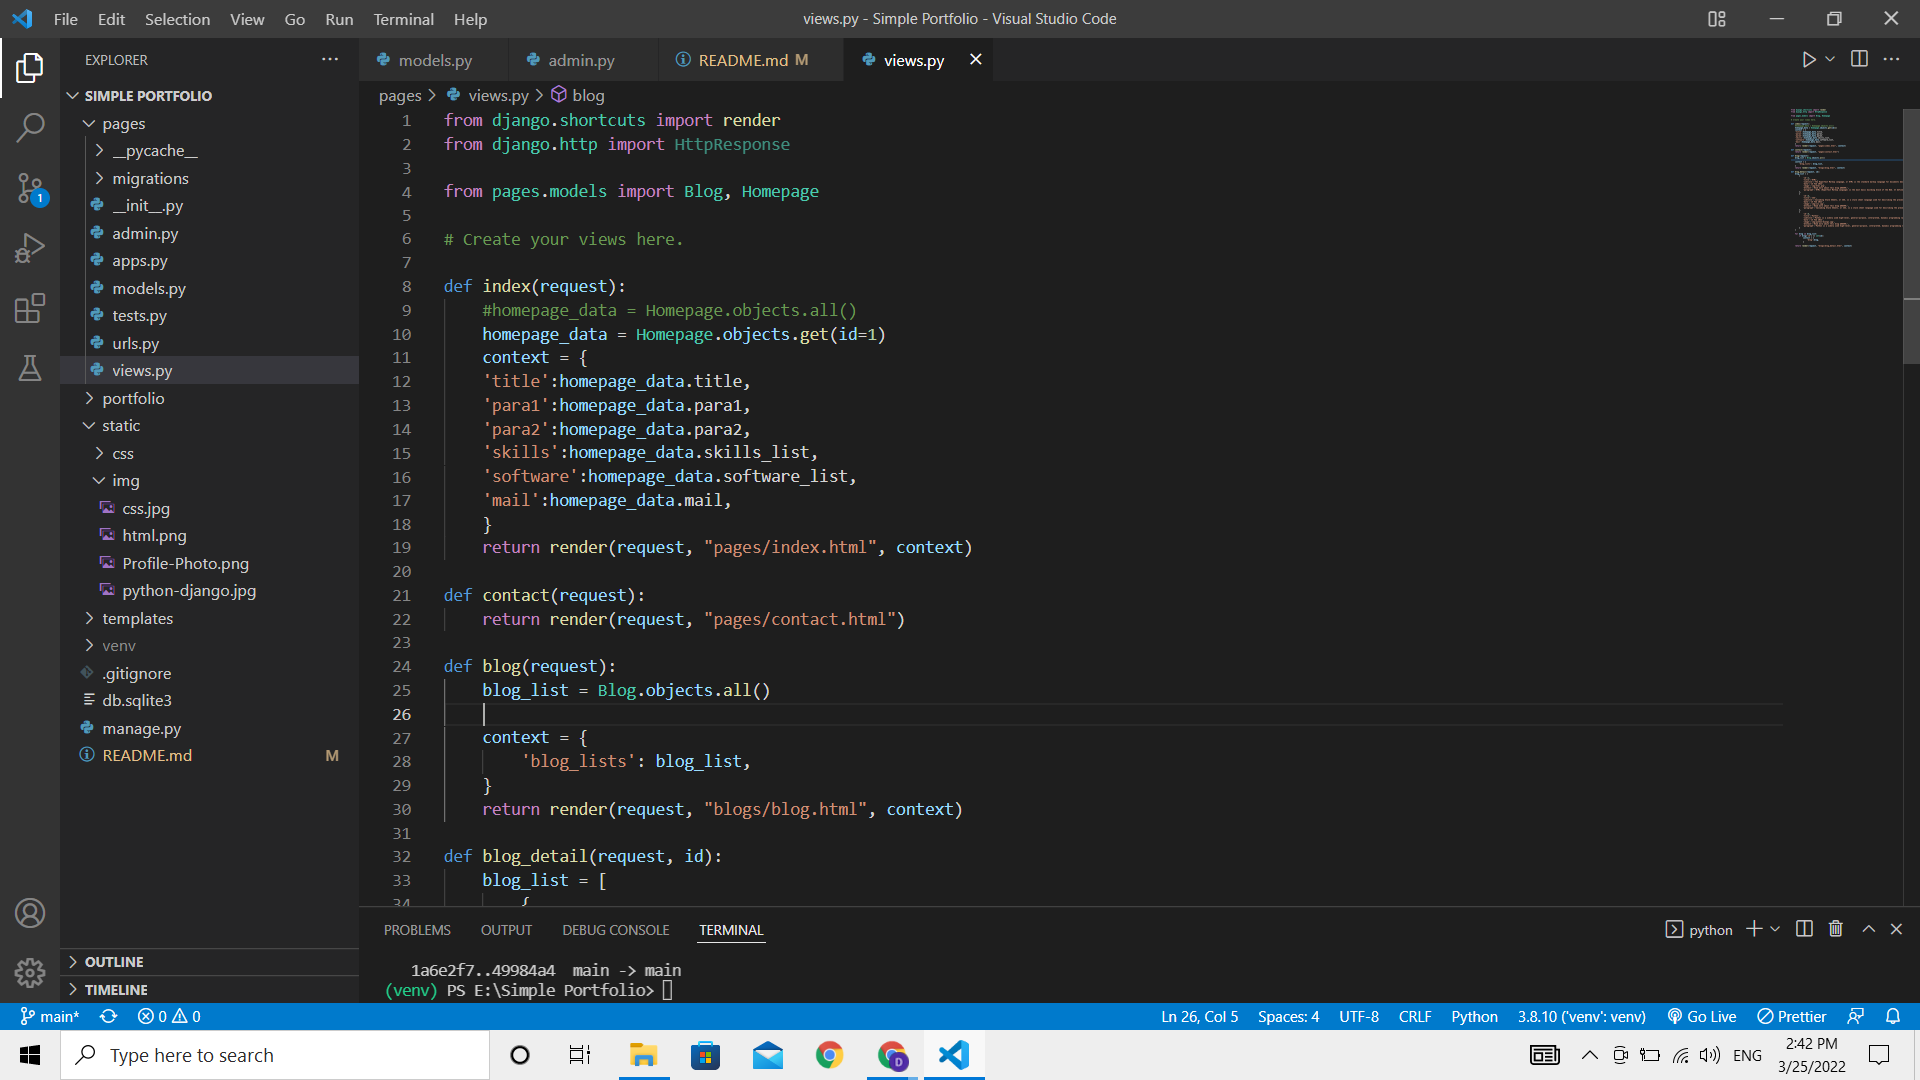 File Edit Selection View Go Run Terminal Help
views.py - Simple Portfolio - Visual Studio Code
EXPLORER
SIMPLE PORTFOLIO
pages
__pycache__
migrations
__init__.py
admin.py
apps.py
models.py
tests.py
urls.py
views.py
portfolio
static
css
img
css.jpg
html.png
Profile-Photo.png
python-django.jpg
templates
venv
.gitignore
db.sqlite3
manage.py
README.md M
OUTLINE
TIMELINE
1
models.py admin.py README.md M views.py
pages > views.py > blog
1 from django.shortcuts import render
2 from django.http import HttpResponse
3
4 from pages.models import Blog, Homepage
5
6 # Create your views here.
7
8 def index(request):
9 #homepage_data = Homepage.objects.all()
10 homepage_data = Homepage.objects.get(id=1)
11 context = {
12 'title':homepage_data.title,
13 'para1':homepage_data.para1,
14 'para2':homepage_data.para2,
15 'skills':homepage_data.skills_list,
16 'software':homepage_data.software_list,
17 'mail':homepage_data.mail,
18 }
19 return render(request, "pages/index.html", context)
20
21 def contact(request):
22 return render(request, "pages/contact.html")
23
24 def blog(request):
25 blog_list = Blog.objects.all()
26
27 context = {
28 'blog_lists': blog_list,
29 }
30 return render(request, "blogs/blog.html", context)
31
32 def blog_detail(request, id):
33 blog_list = [
34 {
PROBLEMS OUTPUT DEBUG CONSOLE TERMINAL
python
1a6e2f7..49984a4 main -> main
(venv) PS E:\Simple Portfolio>
main* 0 0 Ln 26, Col 5 Spaces: 4 UTF-8 CRLF Python 3.8.10 ('venv': venv) Go Live Prettier
Type here to search
D
ENG
2:42 PM
3/25/2022